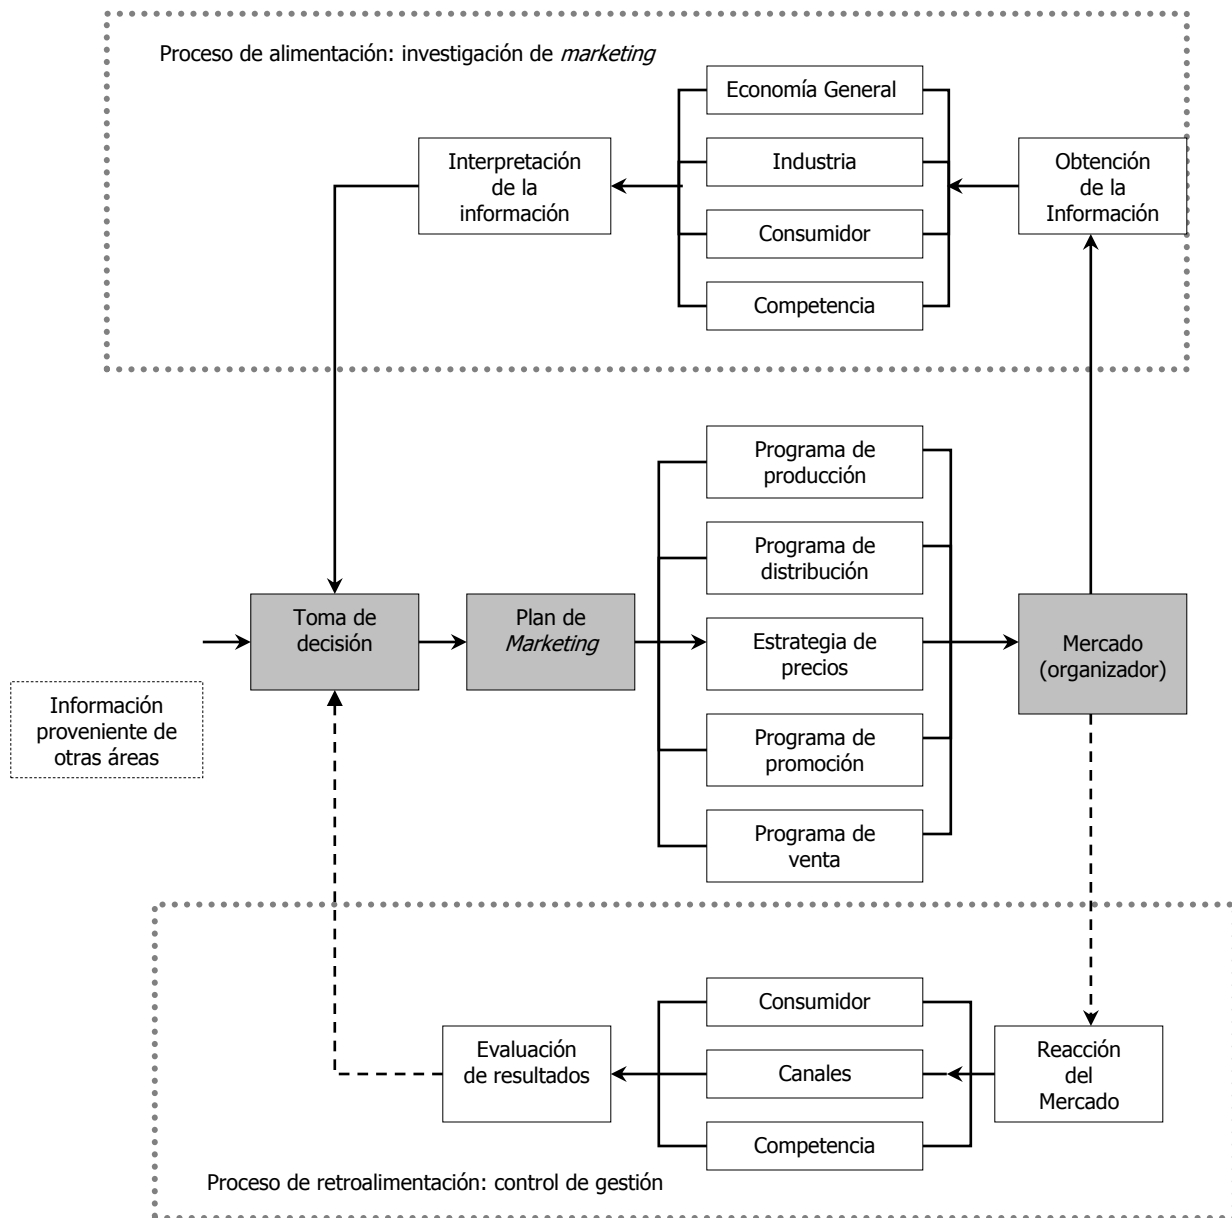 Proceso de alimentación: investigación de marketing
Economía General
Industria
Consumidor
Competencia
Interpretación
de la
información
Obtención
de la
Información
Programa de
producción
Programa de
distribución
Estrategia de
precios
Programa de
promoción
Programa de
venta
Toma de
decisión
Plan de
Marketing
Mercado
(organizador)
Información
proveniente de
otras áreas
Consumidor
Canales
Competencia
Evaluación
de resultados
Reacción
del
Mercado
Proceso de retroalimentación: control de gestión